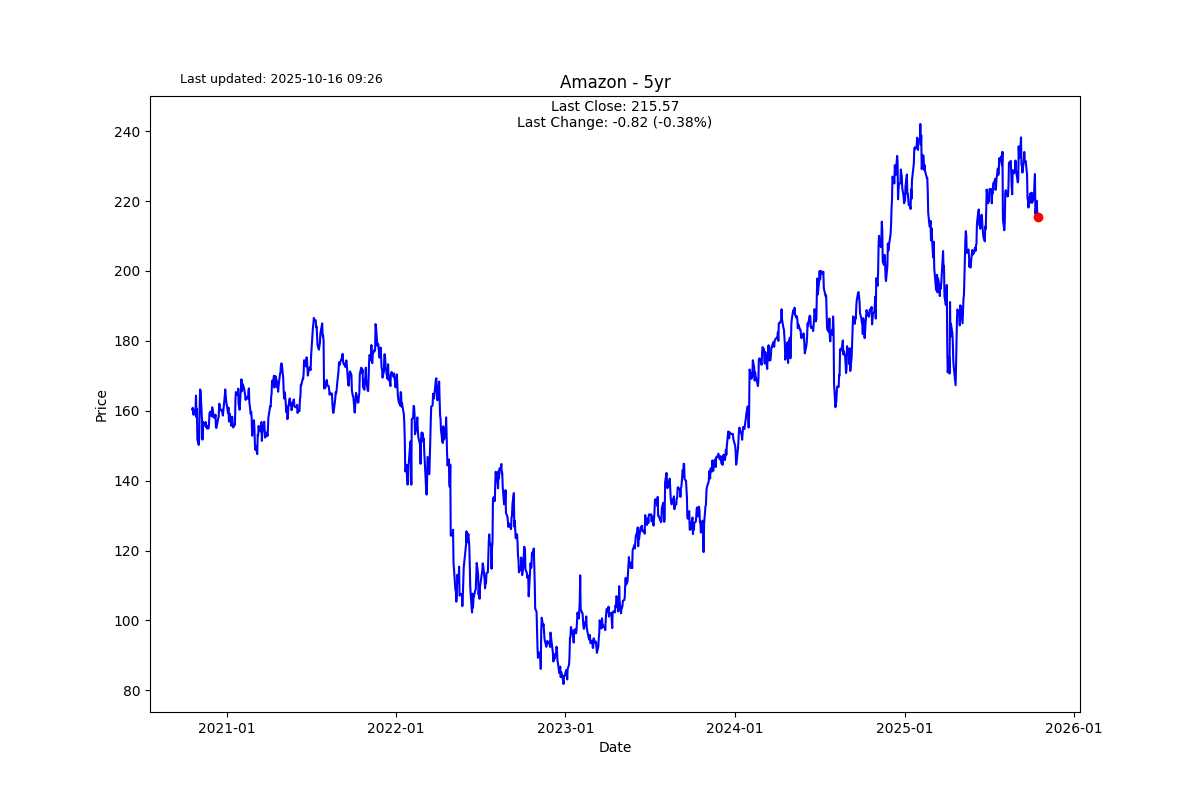 Last updated: 2025-10-16 09:26
Amazon - 5yr
Last Close: 215.57
Last Change: -0.82 (-0.38%)
240
220
200
180
160
140
120
100
80
Price
2021-01
2022-01
2023-01
2024-01
2025-01
2026-01
Date